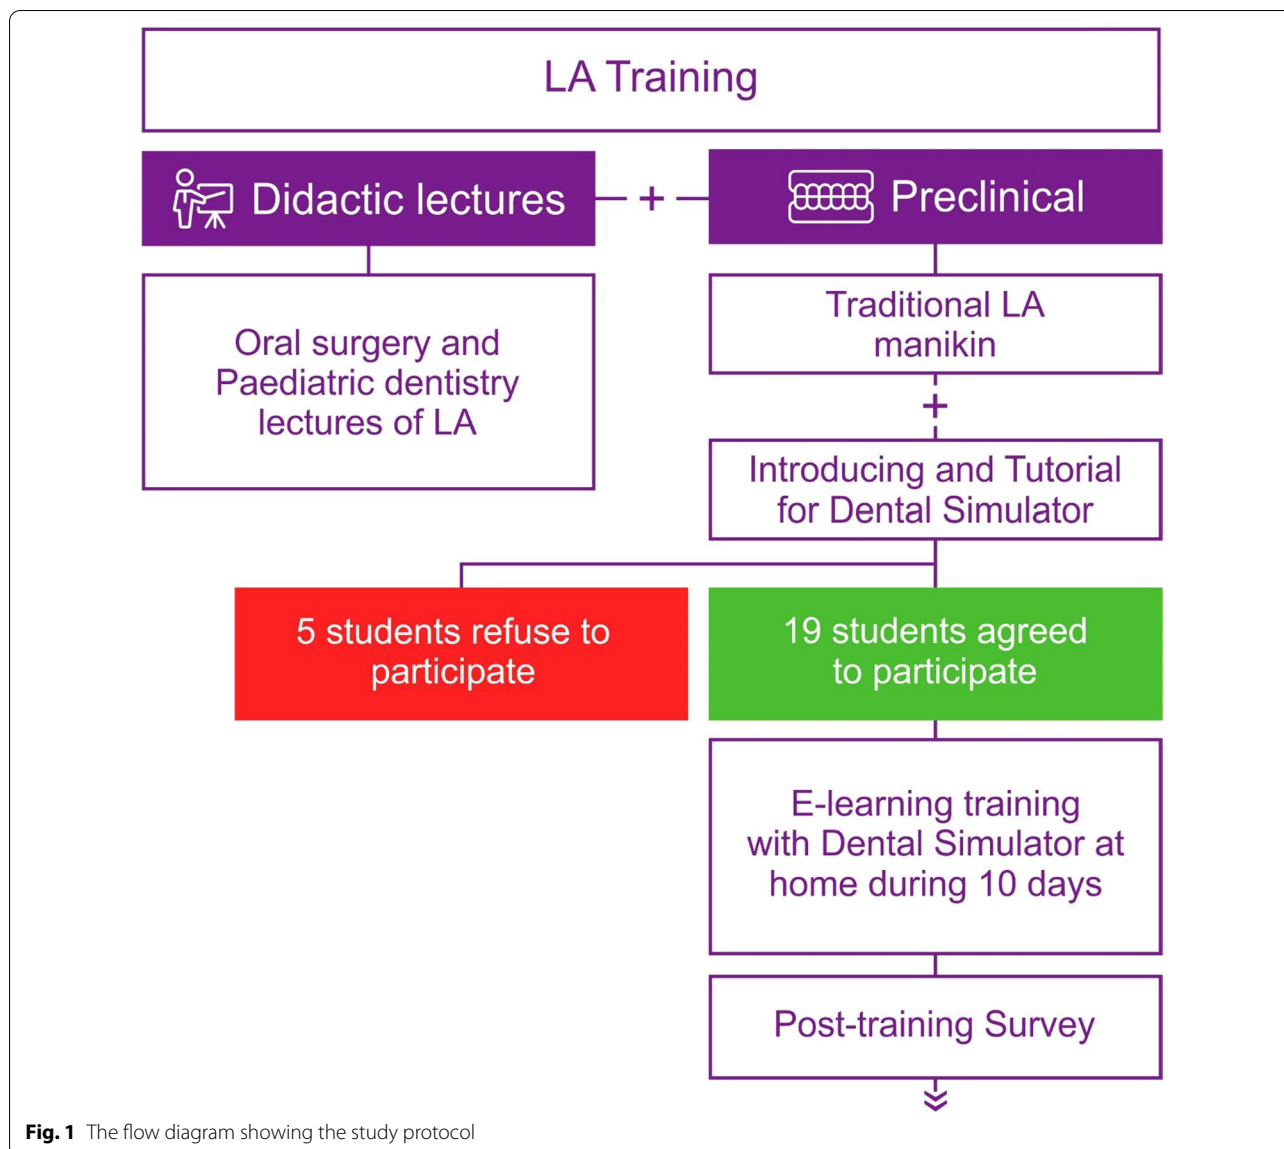 LA Training
Didactic lectures
+
Preclinical
Oral surgery and
Paediatric dentistry
lectures of LA
Traditional LA
manikin
+
Introducing and Tutorial
for Dental Simulator
5 students refuse to
participate
19 students agreed
to participate
E-learning training
with Dental Simulator at
home during 10 days
Post-training Survey
Fig. 1 The flow diagram showing the study protocol